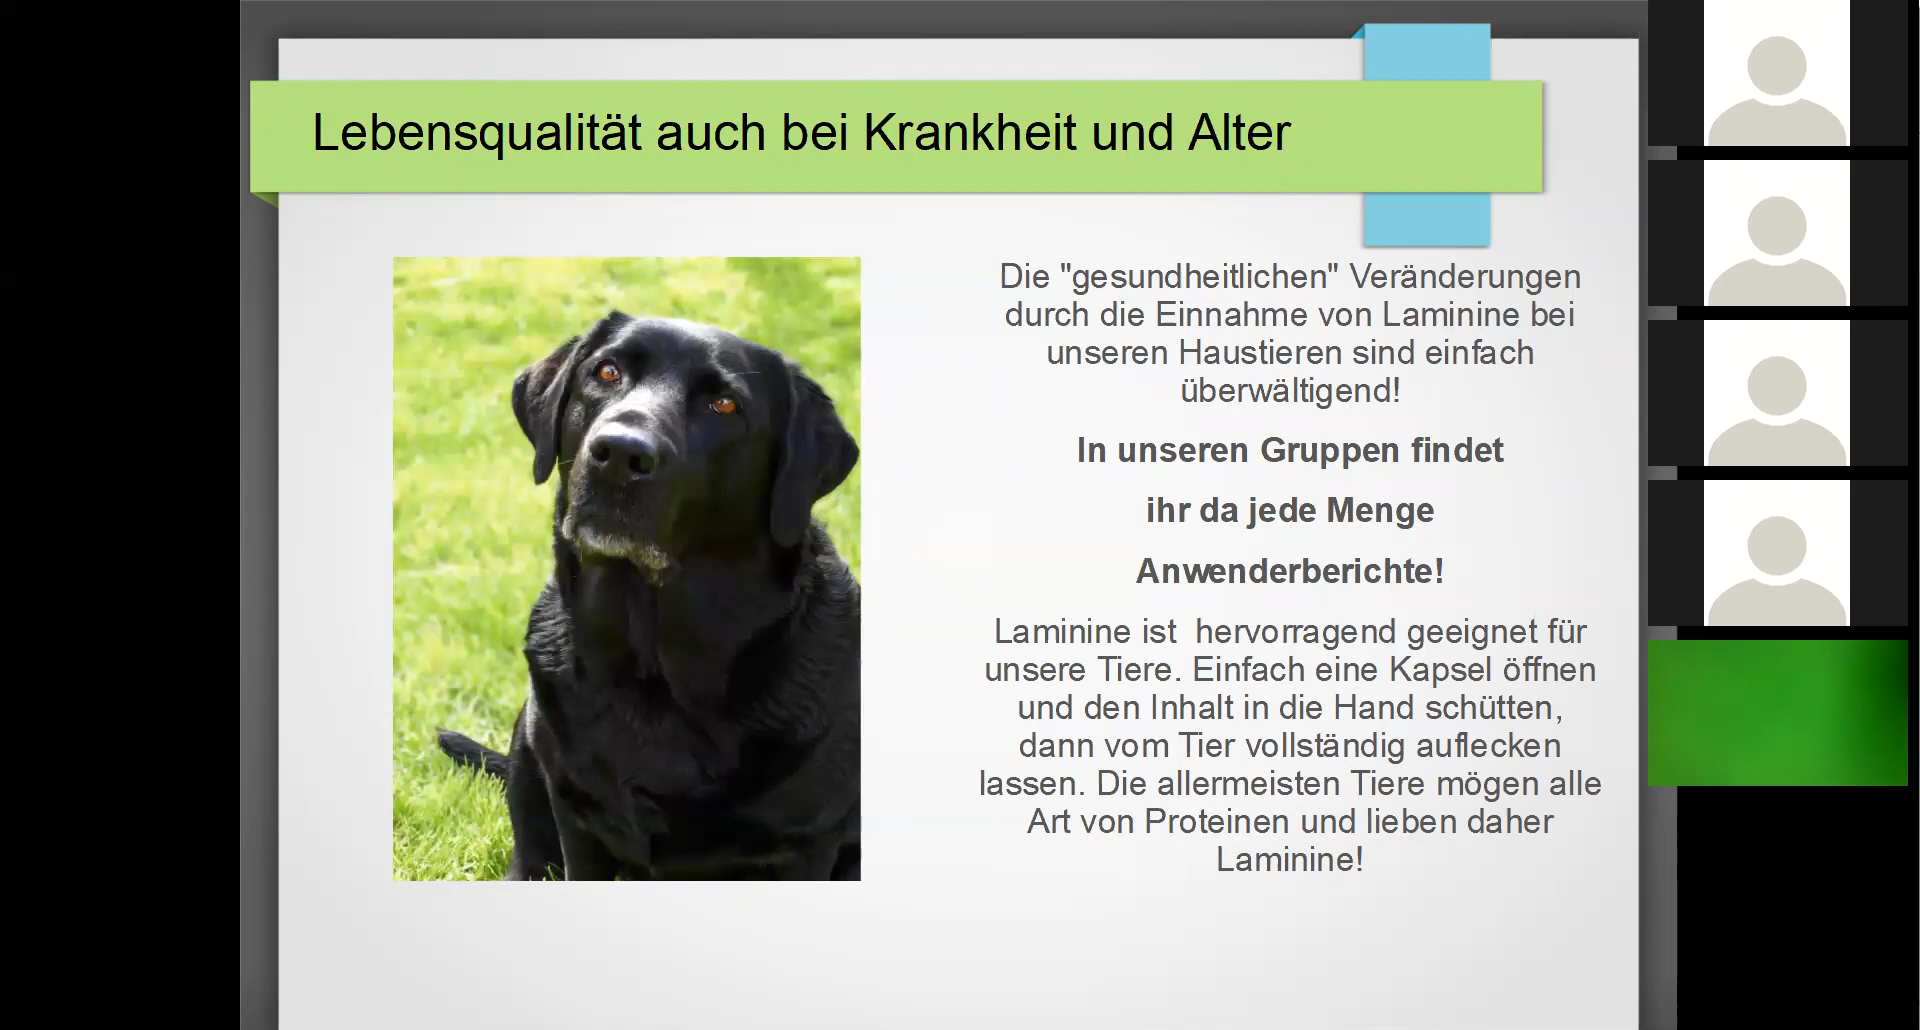 Lebensqualität auch bei Krankheit und Alter
Die "gesundheitlichen" Veränderungen
durch die Einnahme von Laminine bei
unseren Haustieren sind einfach
überwältigend!
In unseren Gruppen findet
ihr da jede Menge
Anwenderberichte!
Laminine ist  hervorragend geeignet für
unsere Tiere. Einfach eine Kapsel öffnen
und den Inhalt in die Hand schütten,
dann vom Tier vollständig auflecken
lassen. Die allermeisten Tiere mögen alle
Art von Proteinen und lieben daher
Laminine!